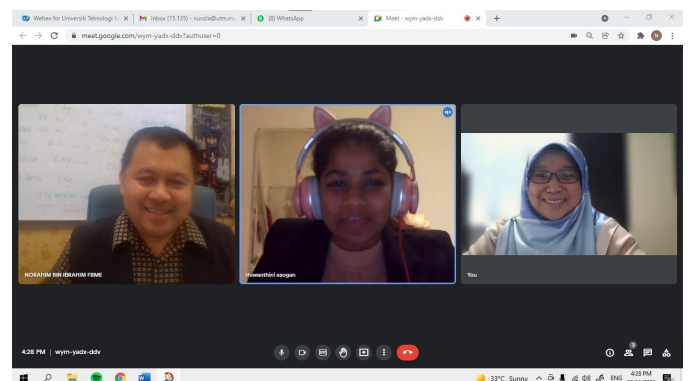 Webex for Universiti Teknologi M
Inbox (15,135) - nurzila@utm.my
(8) WhatsApp
Meet - wym-yadx-ddv
meet.google.com/wym-yadx-ddv?authuser=0
N
NORAHIM BIN IBRAHIM FBME
thiwanthini asogan
You
4:28 PM | wym-yadx-ddv
3
33°C Sunny
ENG
4:28 PM